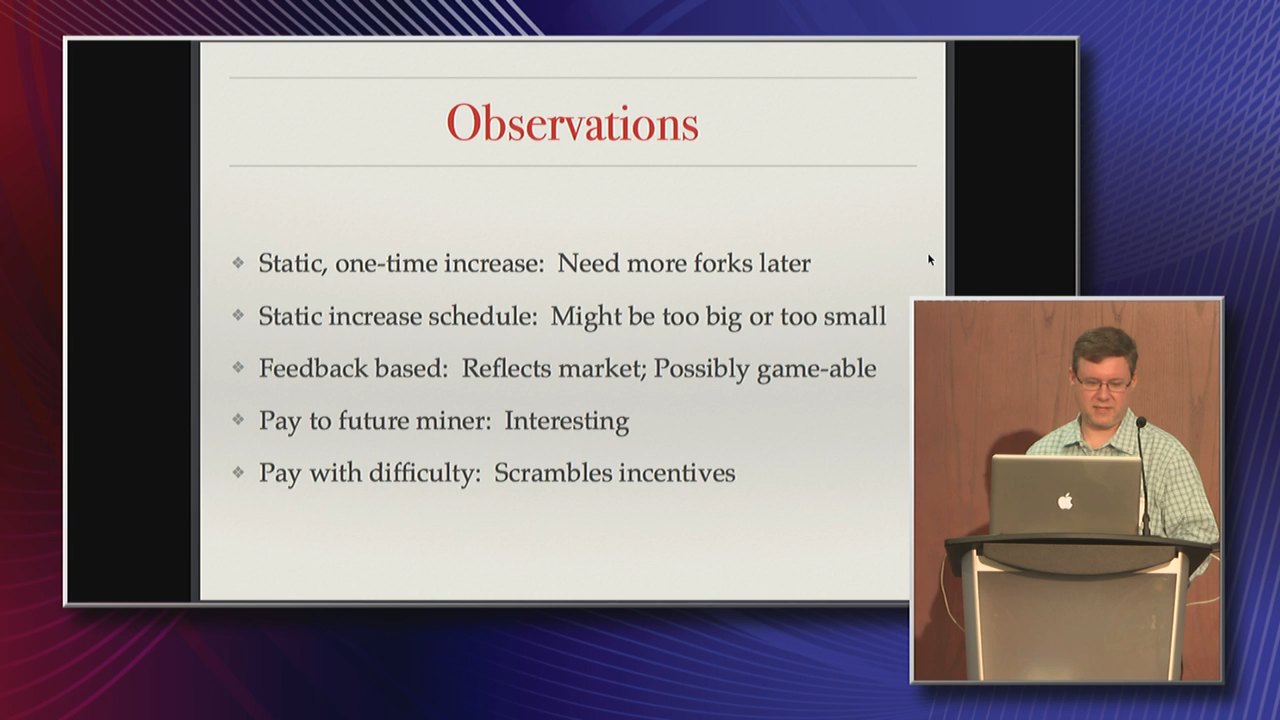 Observations
Static, one-time increase: Need more forks later
Static increase schedule: Might be too big or too small
Feedback based: Reflects market; Possibly game-able
Pay to future miner: Interesting
Pay with difficulty: Scrambles incentives